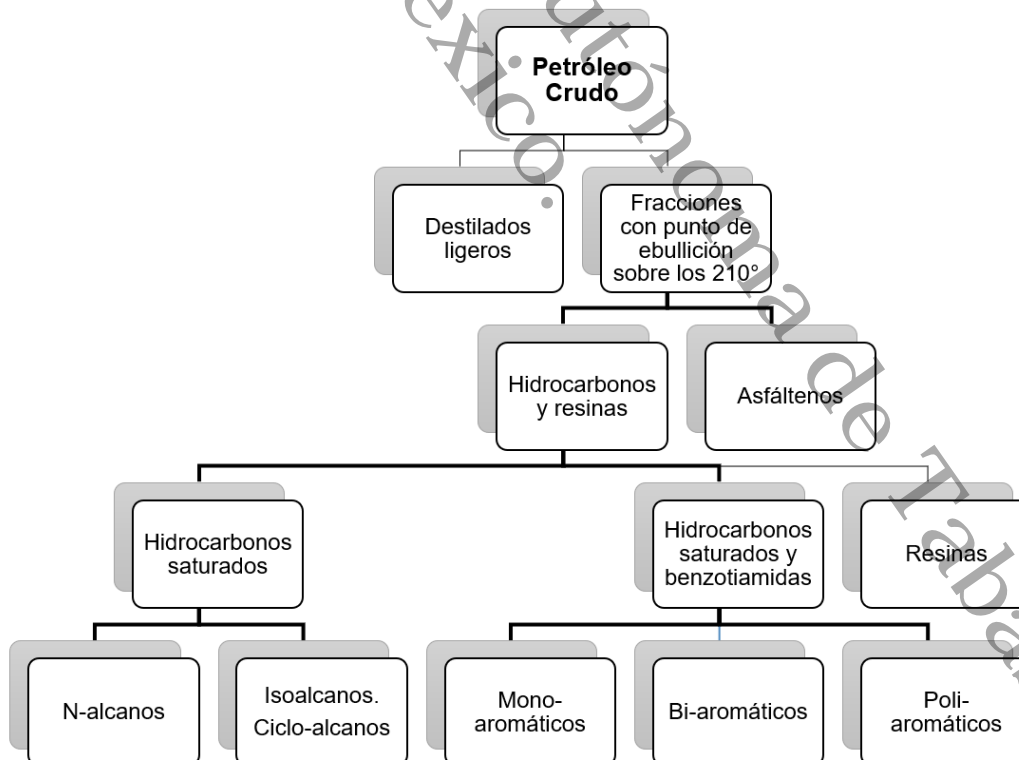 Petróleo
Crudo
Destilados
ligeros
Fracciones
con punto de
ebullición
sobre los 210°
Hidrocarbonos
y resinas
Asfáltenos
Hidrocarbonos
saturados
Hidrocarbonos
saturados y
benzotiamidas
Resinas
N-alcanos
Isoalcanos.
Ciclo-alcanos
Mono-
aromáticos
Bi-aromáticos
Poli-
aromáticos
de